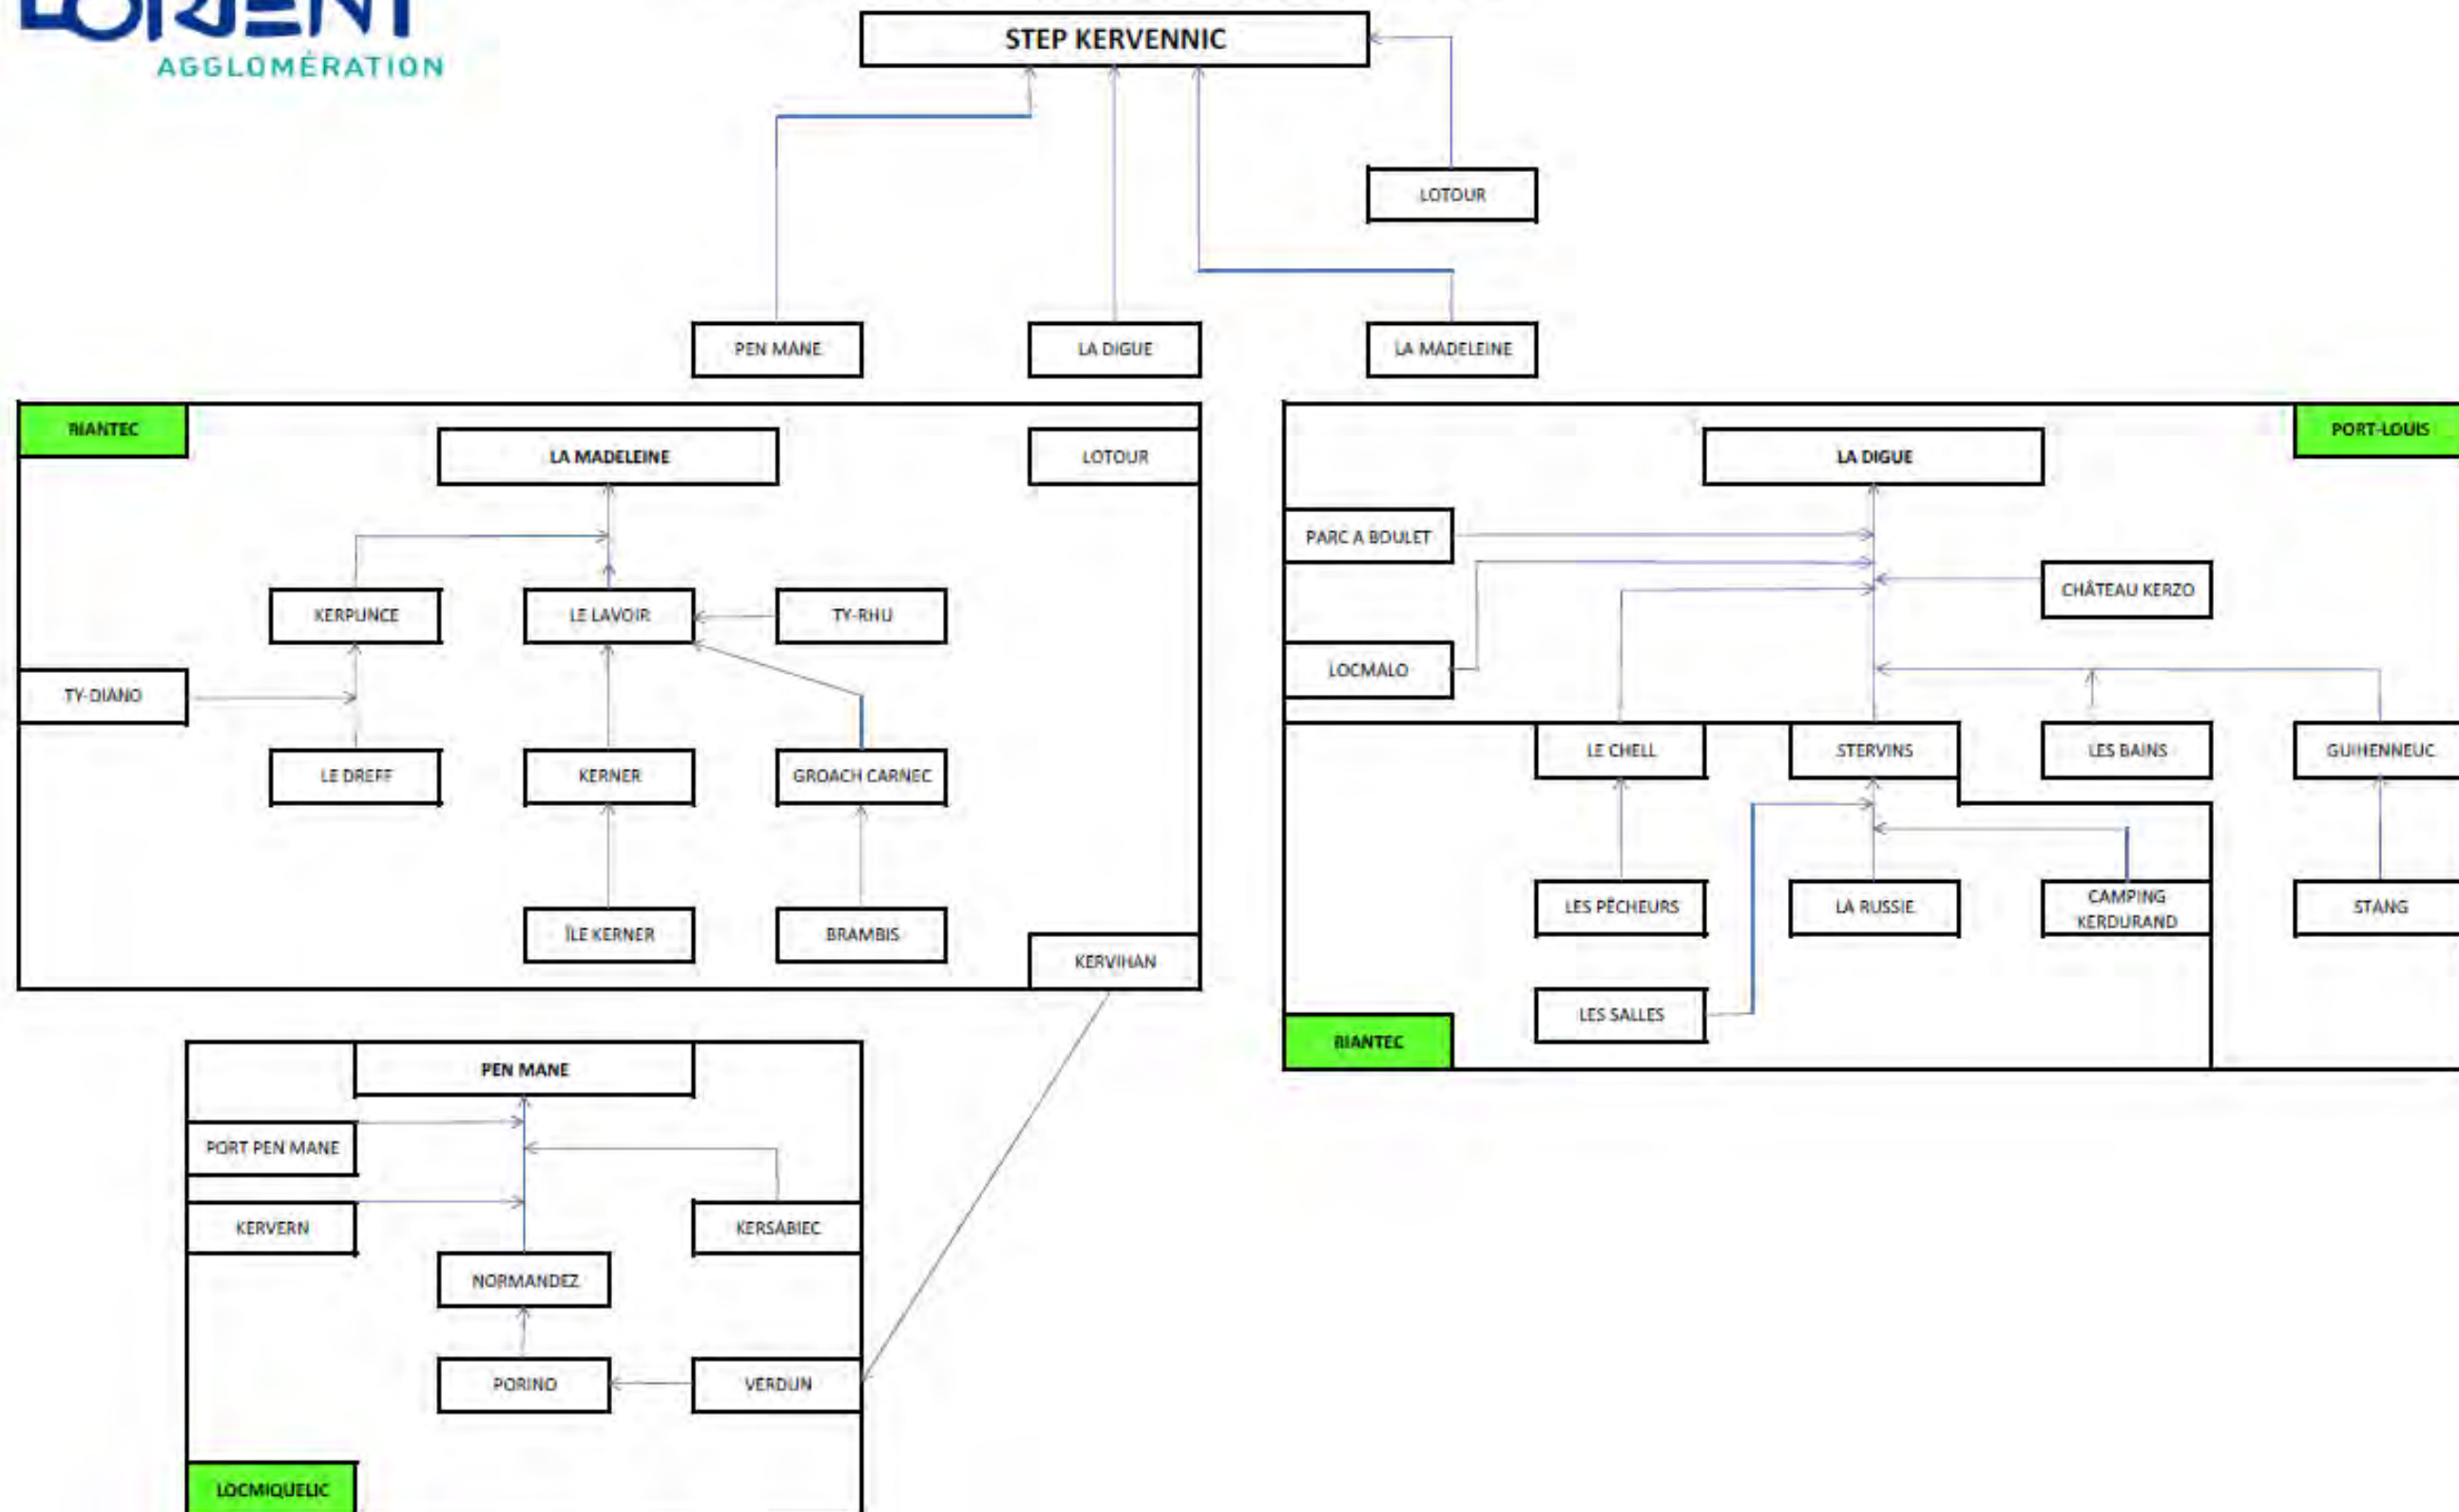 LORIENT
AGGLOMÉRATION
STEP KERVENNIC
LOTOUR
PEN MANE
LA DIGUE
LA MADELEINE
RIANTEC
LA MADELEINE
LOTOUR
KERPUNCE
LE LAVOIR
TY-RHU
TY-DIANO
LE DREFF
KERNER
GROACH CARNEC
ÎLE KERNER
BRAMBIS
KERVIHAN
PORT-LOUIS
LA DIGUE
PARC A BOULET
CHÂTEAU KERZO
LOCMALO
LE CHELL
STERVINS
LES BAINS
GUIHENNEUC
LES PÊCHEURS
LA RUSSIE
CAMPING
KERDURAND
STANG
LES SALLES
RIANTEC
PEN MANE
PORT PEN MANE
KERVERN
KERSABIEC
NORMANDEZ
PORINO
VERDUN
LOCMIQUELIC